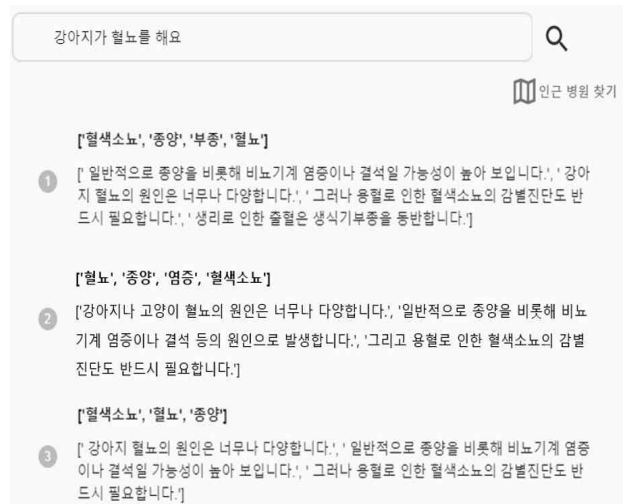 강아지가 혈뇨를 해요
인근 병원 찾기
['혈색소뇨', '종양', '부종', '혈뇨']
1
[' 일반적으로 종양을 비롯해 비뇨기계 염증이나 결석일 가능성이 높아 보입니다.', ' 강아
지 혈뇨의 원인은 너무나 다양합니다.', ' 그러나 용혈로 인한 혈색소뇨의 감별진단도 반
드시 필요합니다.', ' 생리로 인한 출혈은 생식기부종을 동반합니다.']
['혈뇨', '종양', '염증', '혈색소뇨']
2
['강아지나 고양이 혈뇨의 원인은 너무나 다양합니다.', '일반적으로 종양을 비롯해 비뇨
기계 염증이나 결석 등의 원인으로 발생합니다.', '그리고 용혈로 인한 혈색소뇨의 감별
진단도 반드시 필요합니다.']
['혈색소뇨', '혈뇨', '종양']
3
[' 강아지 혈뇨의 원인은 너무나 다양합니다.', ' 일반적으로 종양을 비롯해 비뇨기계 염증
이나 결석일 가능성이 높아 보입니다.', ' 그러나 용혈로 인한 혈색소뇨의 감별진단도 반
드시 필요합니다.']